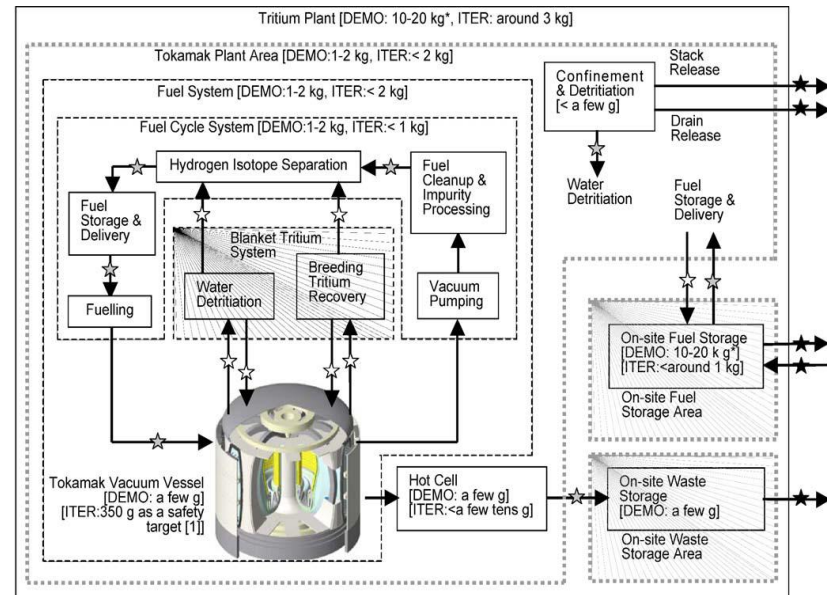 Tritium Plant [DEMO: 10-20 kg*, ITER: around 3 kg]
Tokamak Plant Area [DEMO:1-2 kg, ITER:< 2 kg]
Fuel System [DEMO:1-2 kg, ITER:< 2 kg]
Fuel Cycle System [DEMO:1-2 kg, ITER:< 1 kg]
Hydrogen Isotope Separation
Fuel
Storage &
Delivery
Fuelling
Fuel
Cleanup &
Impurity
Processing
Vacuum
Pumping
Blanket Tritium
System
Water
Detritiation
Breeding
Tritium
Recovery
Tokamak Vacuum Vessel
[DEMO: a few g]
[ITER:350 g as a safety
target [1]]
Hot Cell
[DEMO: a few g]
[ITER:<a few tens g]
Confinement
& Detritiation
[< a few g]
Stack
Release
Drain
Release
Water
Detritiation
Fuel
Storage
& Delivery
On-site Fuel Storage
[DEMO: 10-20 k g*]
[ITER:<around 1 kg]
On-site Fuel
Storage Area
On-site Waste
Storage
[DEMO: a few g]
On-site Waste
Storage Area